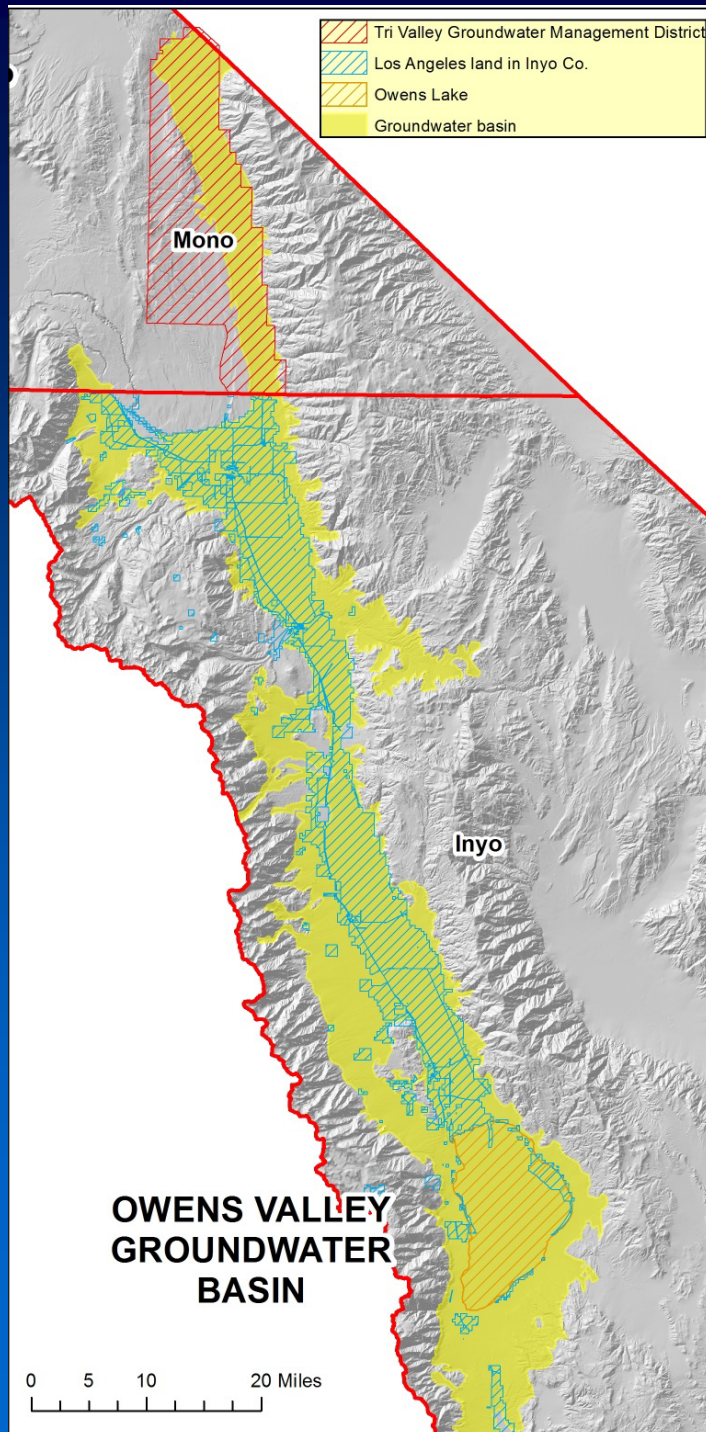 Tri Valley Groundwater Management District
Los Angeles land in Inyo Co.
Owens Lake
Groundwater basin
Mono
Inyo
OWENS VALLEY
GROUNDWATER
BASIN
0 5 10 20 Miles